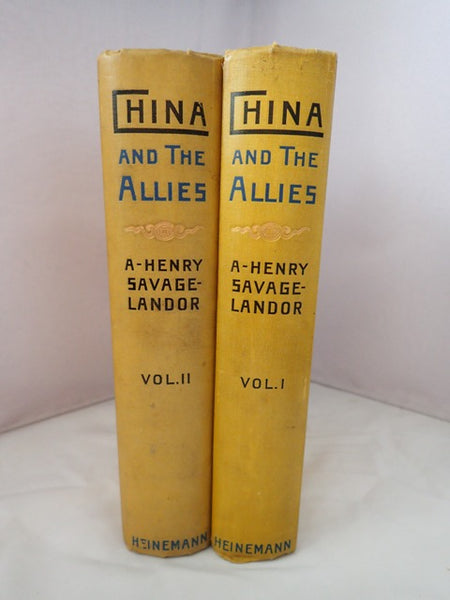 CHINA
AND THE
ALLIES
A-HENRY
SAVAGE-
LANDOR
VOL.II
HEINEMANN
CHINA
AND THE
ALLIES
A-HENRY
SAVAGE-
LANDOR
VOL.I
HEINEMANN